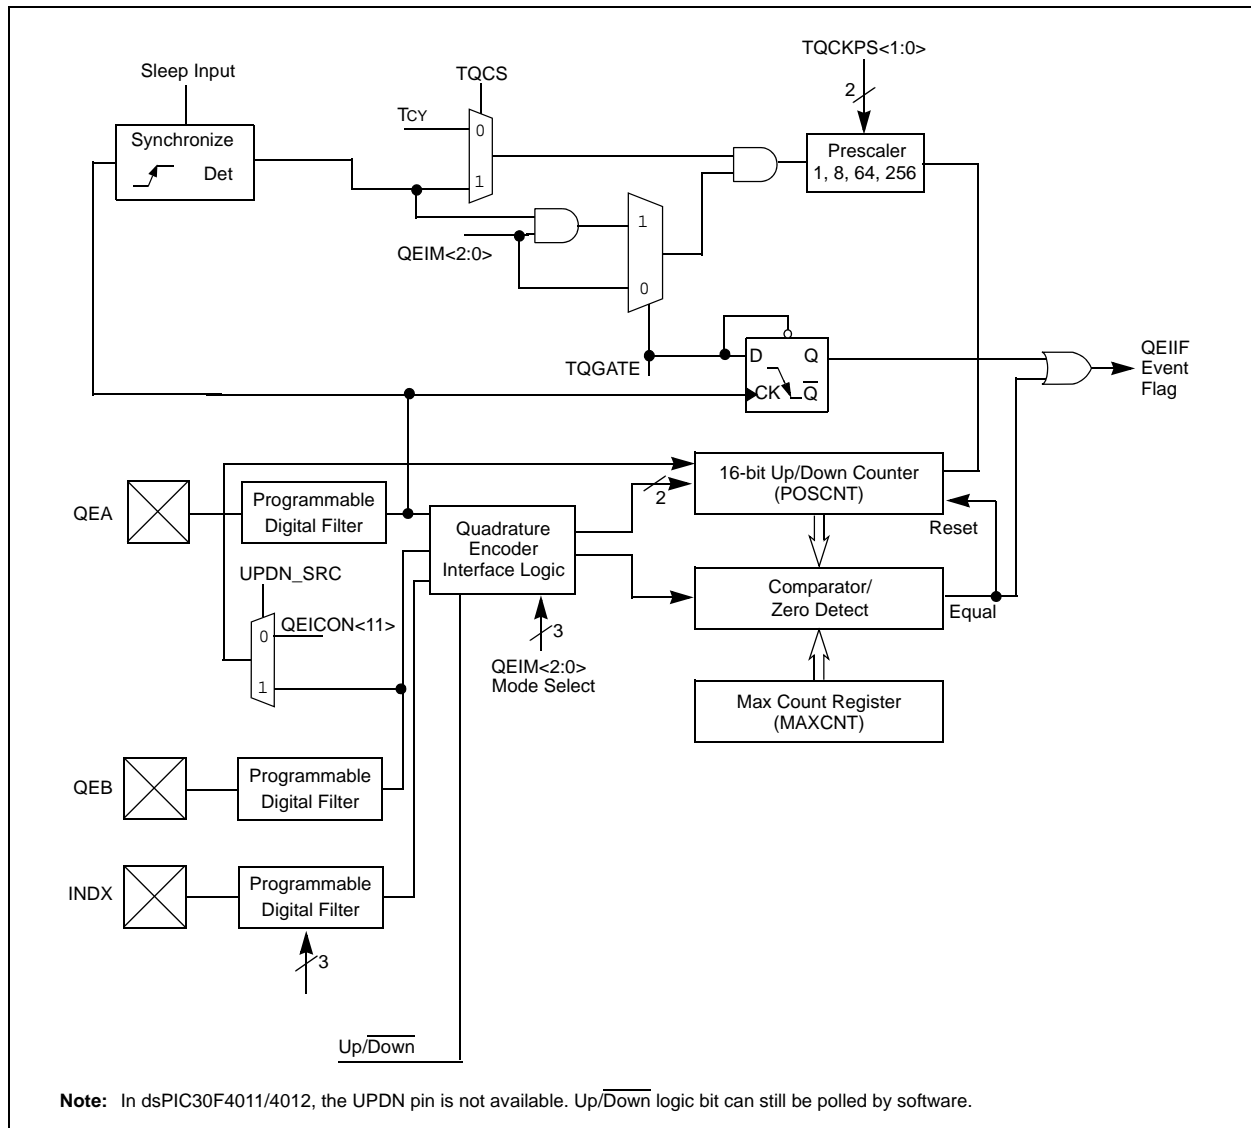 TQCKPS<1:0>
Sleep Input
TQCS
2
TCY
0
Synchronize
Det
1
Prescaler
1, 8, 64, 256
1
QEIM<2:0>
0
D
Q
CK
Q̅
TQGATE
QEIIF
Event
Flag
16-bit Up/Down Counter
(POSCNT)
2
Programmable
Digital Filter
QEA
Quadrature
Encoder
Interface Logic
Reset
UPDN_SRC
Comparator/
Zero Detect
Equal
0
QEICON<11>
3
1
QEIM<2:0>
Mode Select
Max Count Register
(MAXCNT)
QEB
Programmable
Digital Filter
INDX
Programmable
Digital Filter
3
Up/D̅o̅w̅n̅
Note: In dsPIC30F4011/4012, the UPDN pin is not available. Up/D̅o̅w̅n̅ logic bit can still be polled by software.